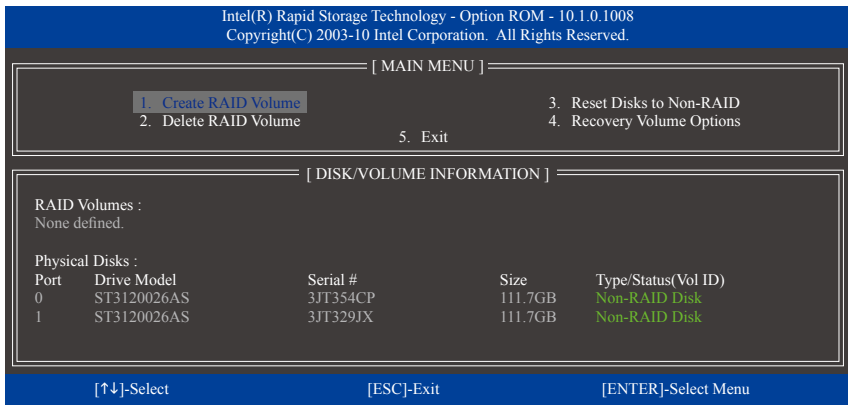 Intel(R) Rapid Storage Technology - Option ROM - 10.1.0.1008
Copyright(C) 2003-10 Intel Corporation. All Rights Reserved.
[ MAIN MENU ]
1. Create RAID Volume 3. Reset Disks to Non-RAID
2. Delete RAID Volume 4. Recovery Volume Options
5. Exit
[ DISK/VOLUME INFORMATION ]
RAID Volumes :
None defined.
Physical Disks :
Port Drive Model Serial # Size Type/Status(Vol ID)
0 ST3120026AS 3JT354CP 111.7GB Non-RAID Disk
1 ST3120026AS 3JT329JX 111.7GB Non-RAID Disk
[↑↓]-Select [ESC]-Exit [ENTER]-Select Menu